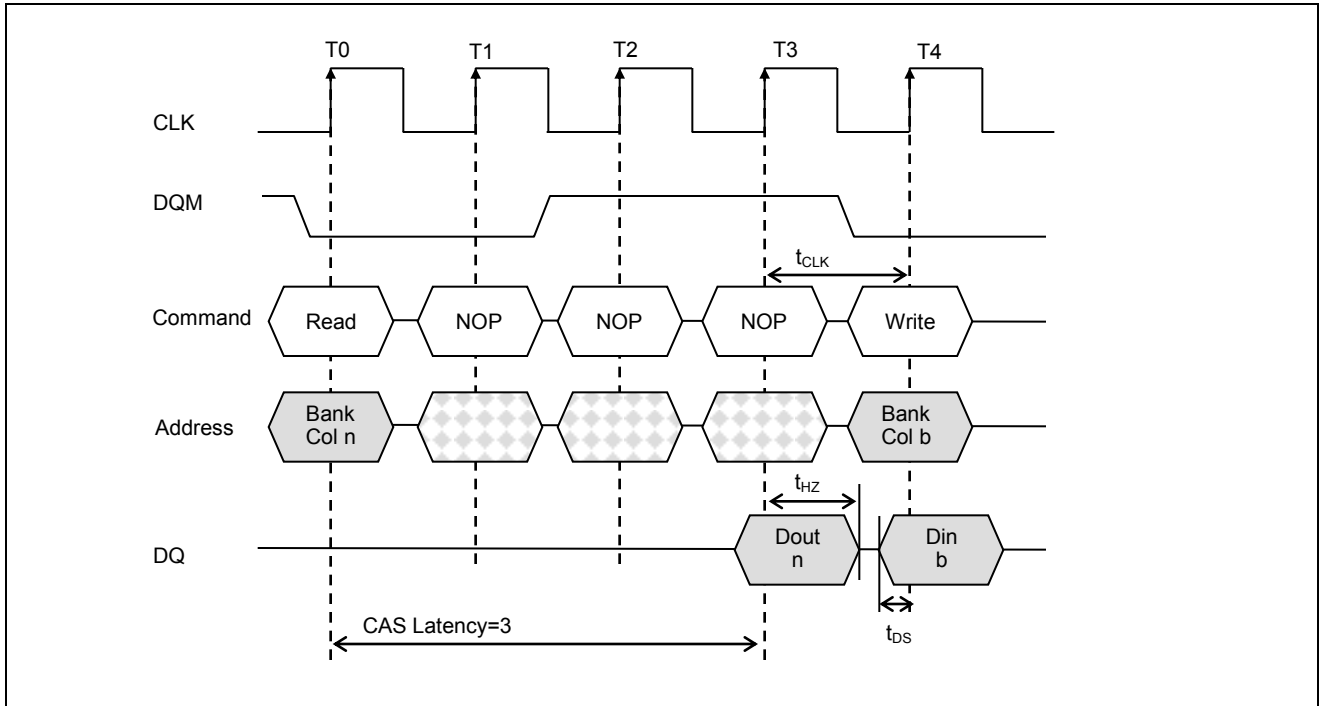 T0 T1 T2 T3 T4
CLK
DQM
tCLK
Command Read NOP NOP NOP Write
Address Bank Col n Bank Col b
tHZ
DQ Dout n Din b
CAS Latency=3
tDS